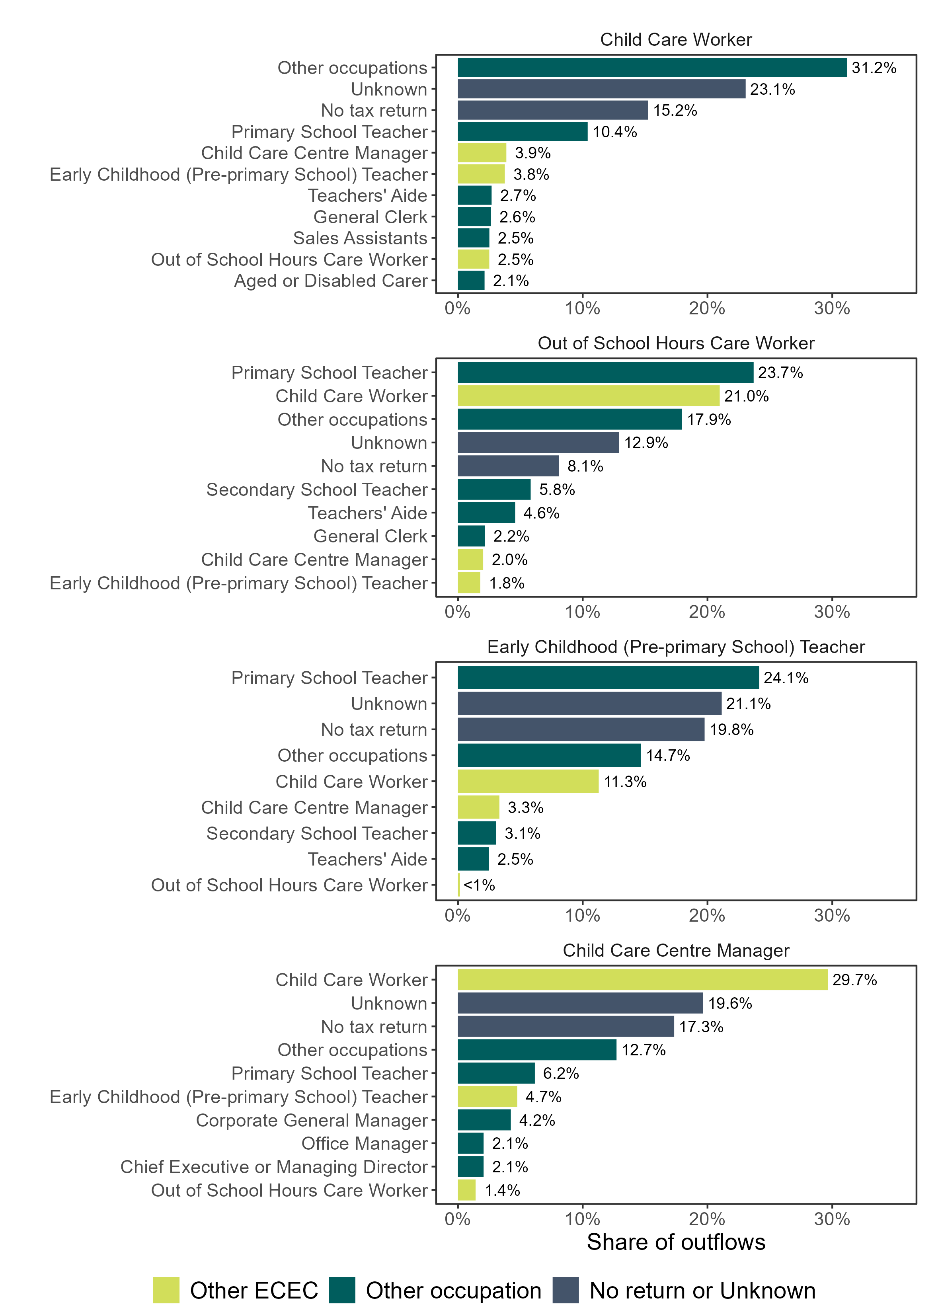 Child Care Worker
Other occupations 31.2%
Unknown 23.1%
No tax return 15.2%
Primary School Teacher 10.4%
Child Care Centre Manager 3.9%
Early Childhood (Pre-primary School) Teacher 3.8%
Teachers' Aide 2.7%
General Clerk 2.6%
Sales Assistants 2.5%
Out of School Hours Care Worker 2.5%
Aged or Disabled Carer 2.1%
0% 10% 20% 30%
Out of School Hours Care Worker
Primary School Teacher 23.7%
Child Care Worker 21.0%
Other occupations 17.9%
Unknown 12.9%
No tax return 8.1%
Secondary School Teacher 5.8%
Teachers' Aide 4.6%
General Clerk 2.2%
Child Care Centre Manager 2.0%
Early Childhood (Pre-primary School) Teacher 1.8%
0% 10% 20% 30%
Early Childhood (Pre-primary School) Teacher
Primary School Teacher 24.1%
Unknown 21.1%
No tax return 19.8%
Other occupations 14.7%
Child Care Worker 11.3%
Child Care Centre Manager 3.3%
Secondary School Teacher 3.1%
Teachers' Aide 2.5%
Out of School Hours Care Worker <1%
0% 10% 20% 30%
Child Care Centre Manager
Child Care Worker 29.7%
Unknown 19.6%
No tax return 17.3%
Other occupations 12.7%
Primary School Teacher 6.2%
Early Childhood (Pre-primary School) Teacher 4.7%
Corporate General Manager 4.2%
Office Manager 2.1%
Chief Executive or Managing Director 2.1%
Out of School Hours Care Worker 1.4%
0% 10% 20% 30%
Share of outflows
Other ECEC Other occupation No return or Unknown